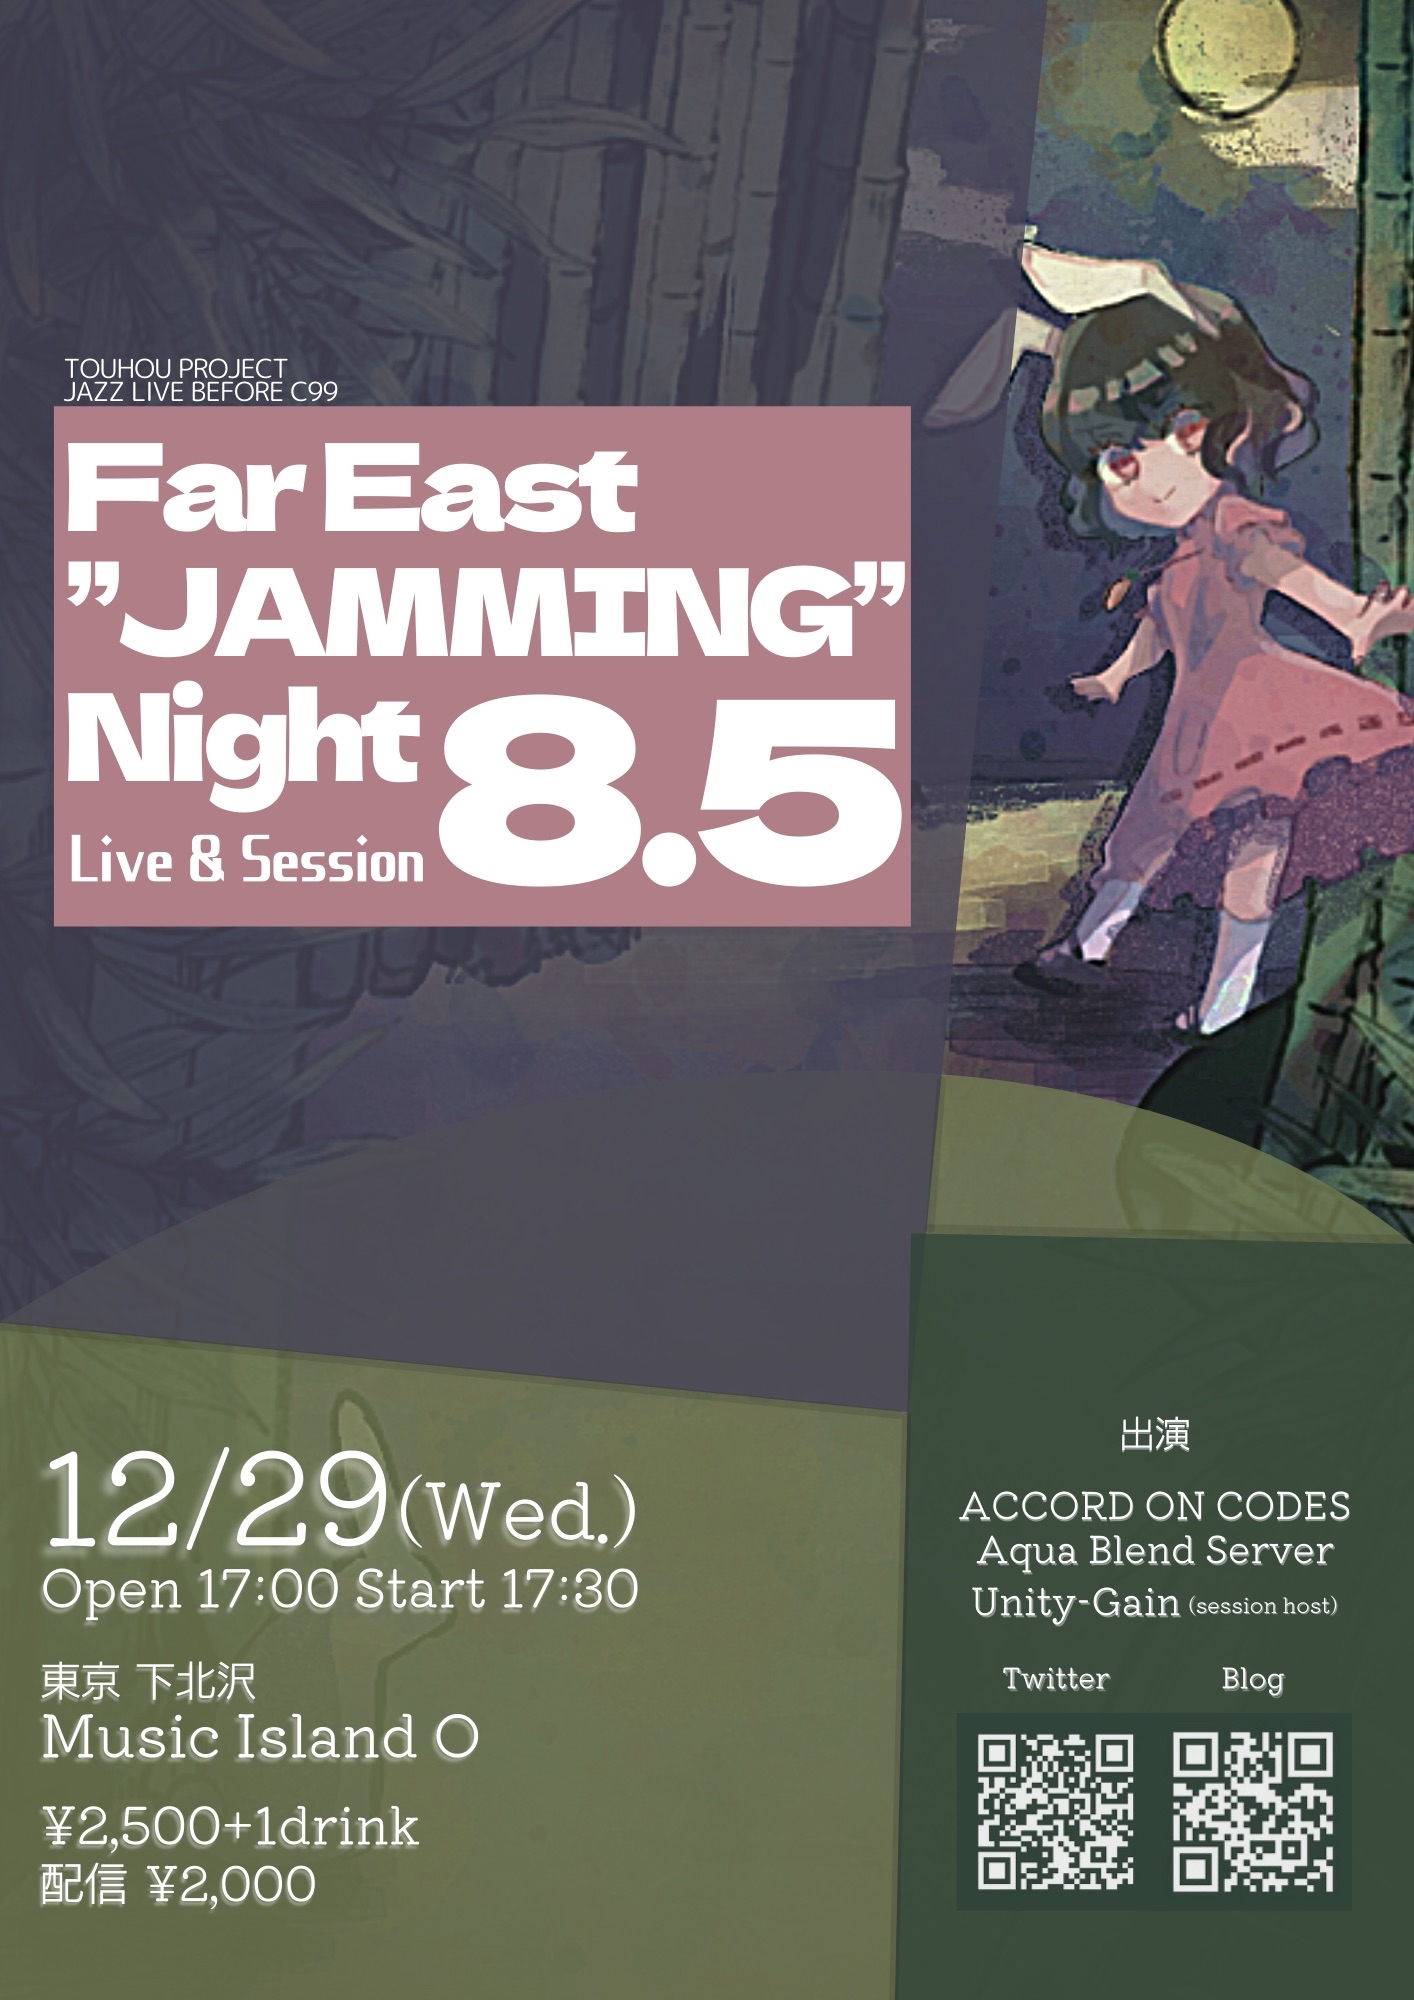 TOUHOU PROJECT
JAZZ LIVE BEFORE C99
Far East
”JAMMING”
Night 8.5
Live & Session
12/29(Wed.)
Open 17:00 Start 17:30
東京 下北沢
Music Island O
¥2,500+1drink
配信 ¥2,000
出演
ACCORD ON CODES
Aqua Blend Server
Unity-Gain (session host)
Twitter Blog